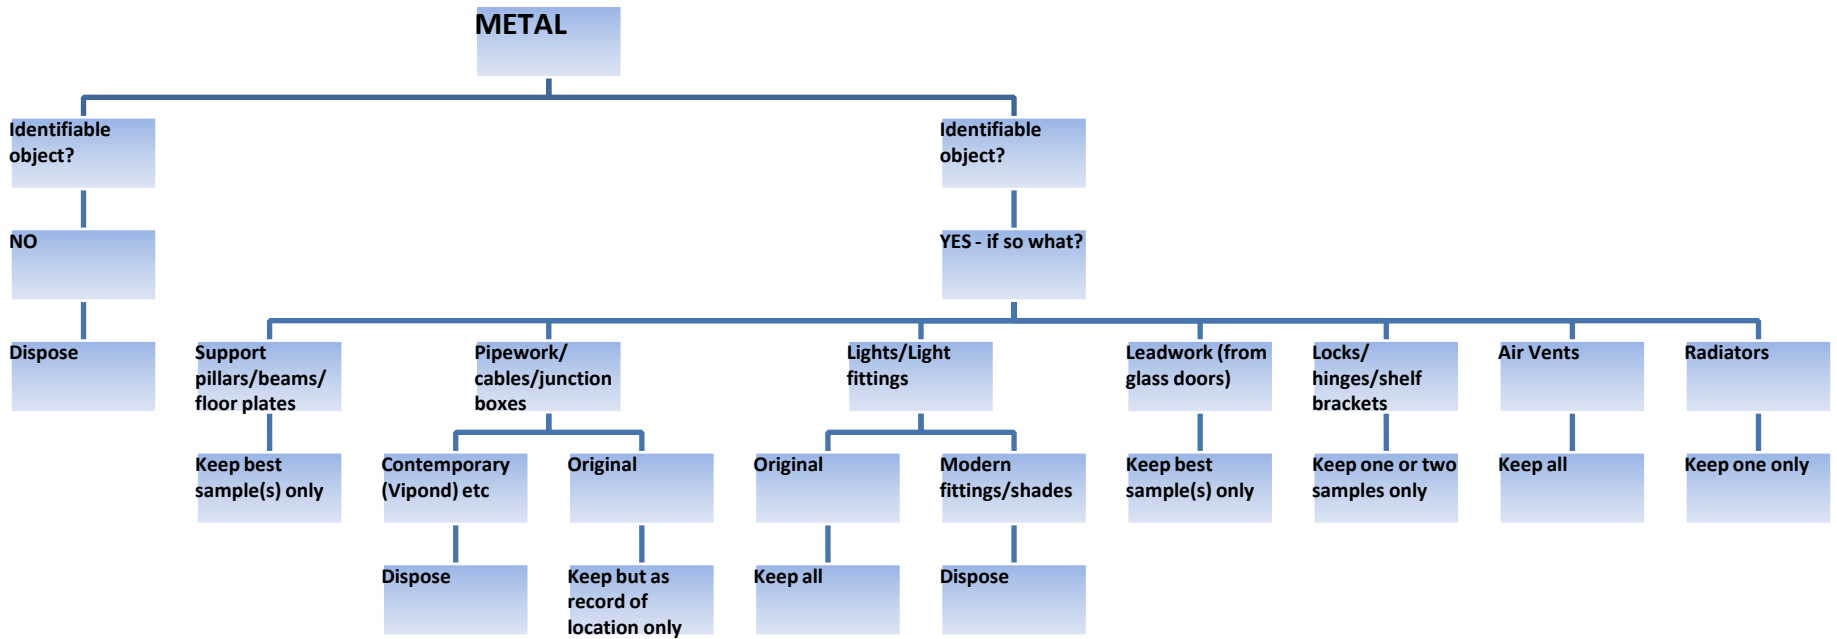 METAL
Identifiable
object?
Identifiable
object?
NO
YES - if so what?
Dispose
Support
pillars/beams/
floor plates
Pipework/
cables/junction
boxes
Lights/Light
fittings
Leadwork (from
glass doors)
Locks/
hinges/shelf
brackets
Air Vents
Radiators
Keep best
sample(s) only
Contemporary
(Vipond) etc
Original
Original
Modern
fittings/shades
Keep best
sample(s) only
Keep one or two
samples only
Keep all
Keep one only
Dispose
Keep but as
record of
location only
Keep all
Dispose